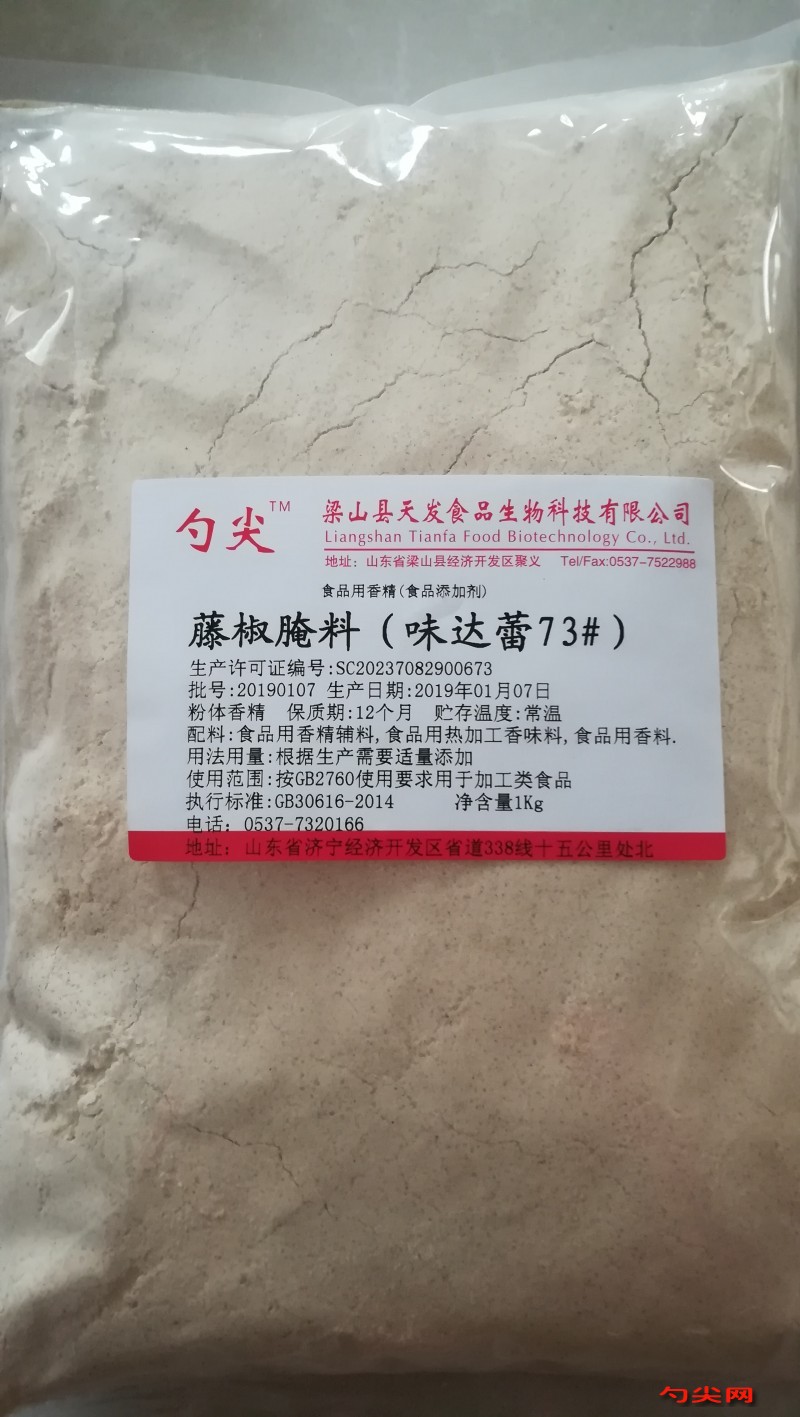 勺尖™
梁山县天发食品生物科技有限公司
Liangshan Tianfa Food Biotechnology Co., Ltd.
地址：山东省梁山县经济开发区聚义 Tel/Fax:0537-7522988
食品用香精(食品添加剂)
藤椒腌料（味达蕾73#）
生产许可证编号:SC20237082900673
批号:20190107 生产日期:2019年01月07日
粉体香精 保质期:12个月 贮存温度:常温
配料:食品用香精辅料,食品用热加工香味料,食品用香料.
用法用量:根据生产需要适量添加
使用范围:按GB2760使用要求用于加工类食品
执行标准:GB30616-2014 净含量1Kg
电话：0537-7320166
地址：山东省济宁经济开发区省道338线十五公里处北
勺尖网